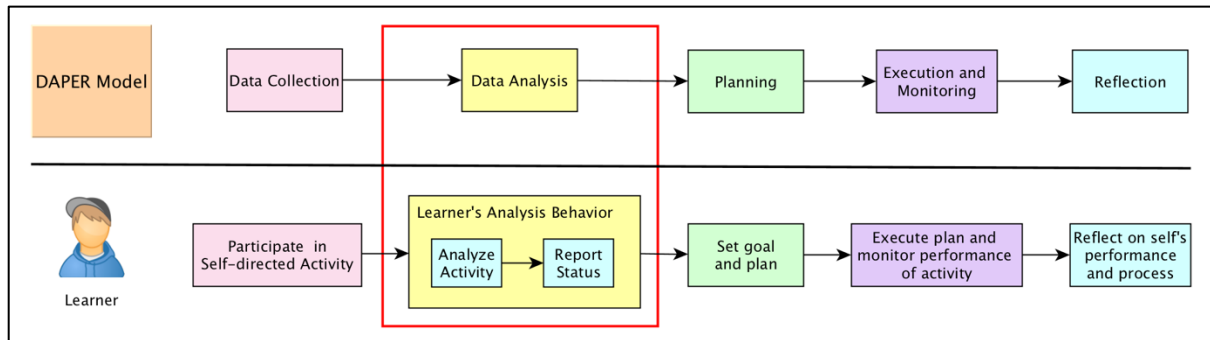 DAPER Model
Data Collection
Data Analysis
Planning
Execution and
Monitoring
Reflection
Learner
Participate in
Self-directed Activity
Learner's Analysis Behavior
Analyze
Activity
Report
Status
Set goal
and plan
Execute plan and
monitor performance
of activity
Reflect on self's
performance
and process